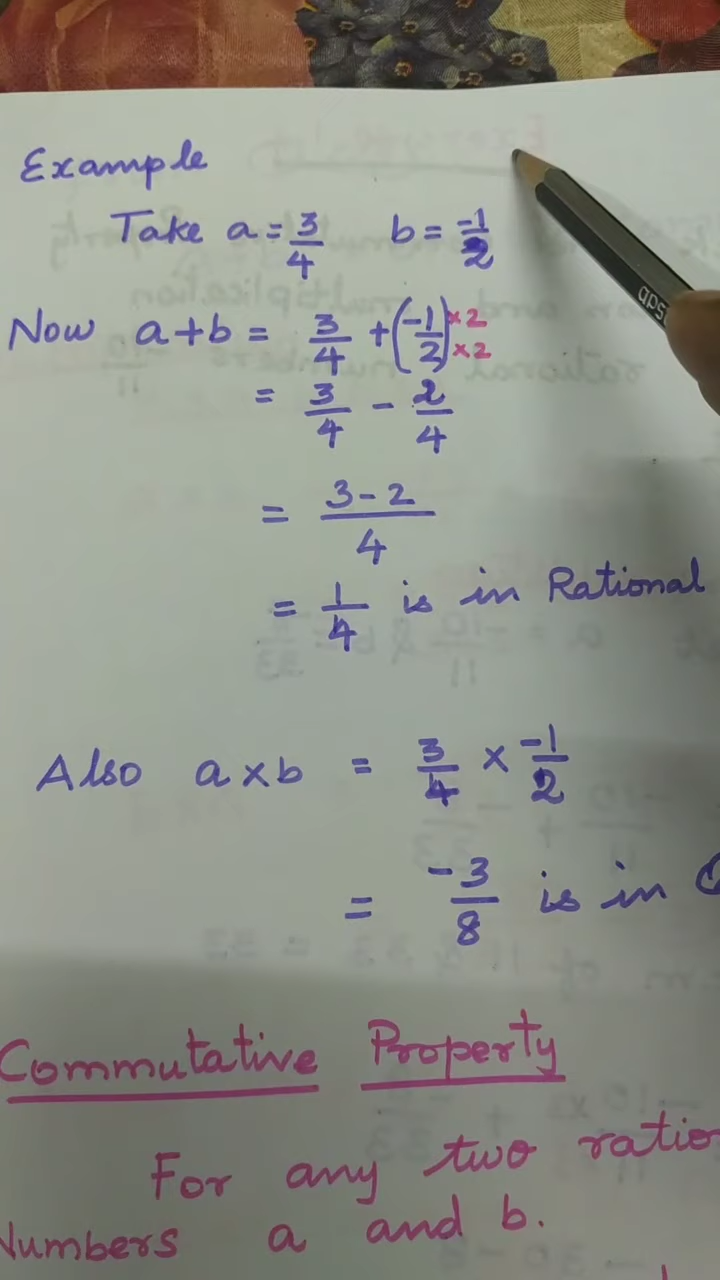 Example
Take a = 3/4 b = -1/2
Now a+b = 3/4 + (-1/2) ×2 ×2
= 3/4 - 2/4
= 3-2/4
= 1/4 is in Rational
Also a×b = 3/4 × -1/2
= -3/8 is in
Commutative Property
For any two ratio
Numbers a and b.